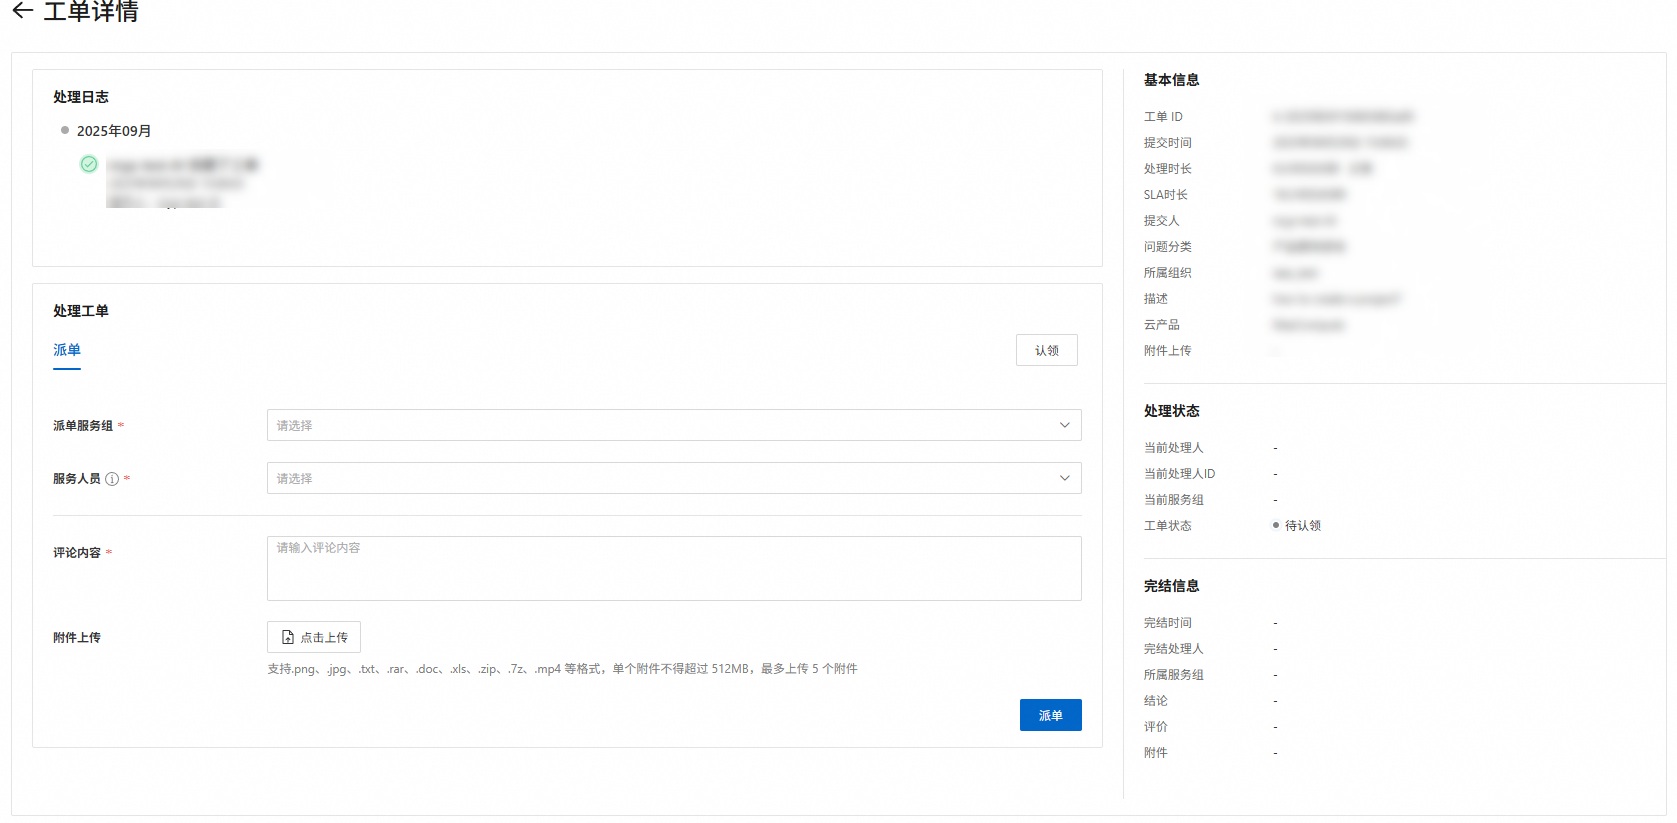 工单详情
处理日志
2025年09月
处理工单
派单
认领
派单服务组 *
请选择
服务人员 *
请选择
评论内容 *
请输入评论内容
附件上传
点击上传
支持.png、.jpg、.txt、.rar、.doc、.xls、.zip、.7z、.mp4 等格式，单个附件不得超过 512MB，最多上传 5 个附件
派单
基本信息
工单 ID
提交时间
处理时长
SLA时长
提交人
问题分类
所属组织
描述
云产品
附件上传
处理状态
当前处理人 -
当前处理人ID -
当前服务组 -
工单状态 待认领
完结信息
完结时间 -
完结处理人 -
所属服务组 -
结论 -
评价 -
附件 -